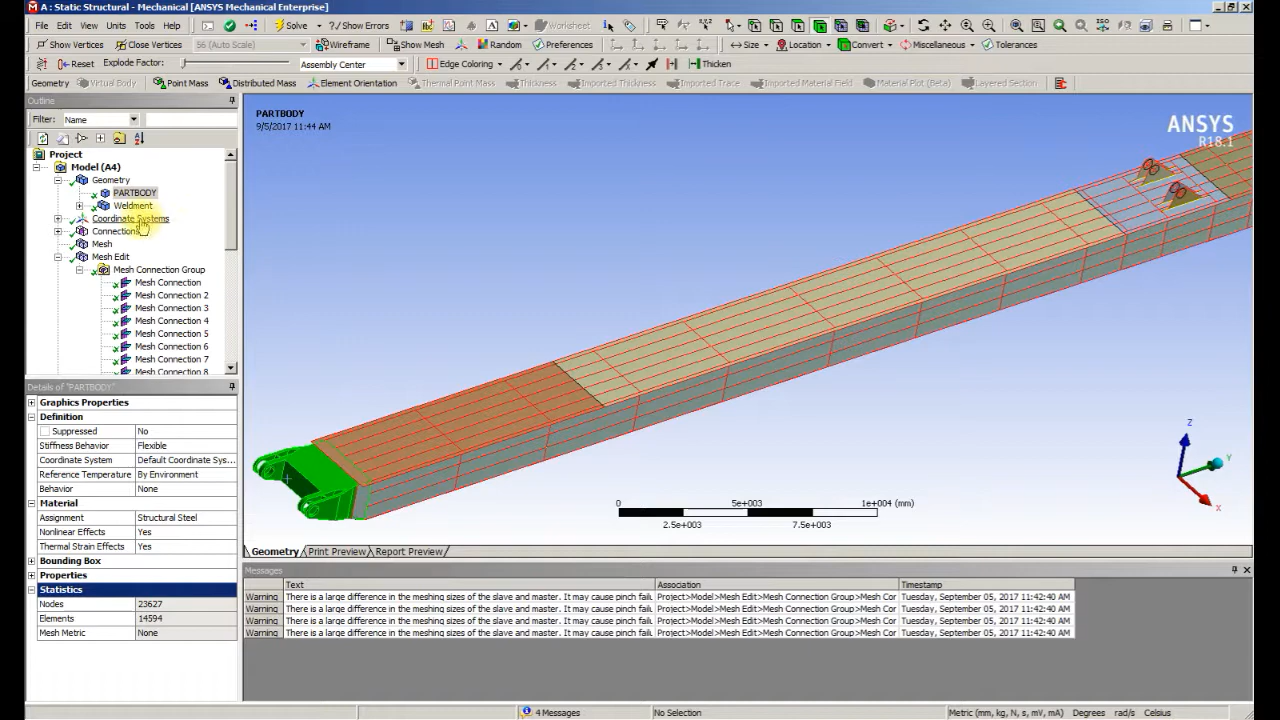 A : Static Structural - Mechanical [ANSYS Mechanical Enterprise]
File Edit View Units Tools Help Solve ?/Show Errors Worksheet
Show Vertices Close Vertices 56 (Auto Scale) Wireframe Show Mesh Random Preferences Size Location Convert Miscellaneous Tolerances
Reset Explode Factor: Assembly Center Edge Coloring Thicken
Geometry Virtual Body Point Mass Distributed Mass Element Orientation Thermal Point Mass Thickness Imported Thickness Imported Trace Imported Material Field Material Plot (Beta) Layered Section
Outline
Filter: Name
Project
Model (A4)
Geometry
PARTBODY
Weldment
Coordinate Systems
Connections
Mesh
Mesh Edit
Mesh Connection Group
Mesh Connection
Mesh Connection 2
Mesh Connection 3
Mesh Connection 4
Mesh Connection 5
Mesh Connection 6
Mesh Connection 7
Mesh Connection 8
Details of "PARTBODY"
Graphics Properties
Definition
Suppressed No
Stiffness Behavior Flexible
Coordinate System Default Coordinate Sys...
Reference Temperature By Environment
Behavior None
Material
Assignment Structural Steel
Nonlinear Effects Yes
Thermal Strain Effects Yes
Bounding Box
Properties
Statistics
Nodes 23627
Elements 14594
Mesh Metric None
PARTBODY
9/5/2017 11:44 AM
ANSYS
R18.1
Z
Y
X
0 5e+003 1e+004 (mm)
2.5e+003 7.5e+003
Geometry Print Preview Report Preview
Messages
Text Association Timestamp
Warning There is a large difference in the meshing sizes of the slave and master. It may cause pinch failu Project>Model>Mesh Edit>Mesh Connection Group>Mesh Cor Tuesday, September 05, 2017 11:42:40 AM
Warning There is a large difference in the meshing sizes of the slave and master. It may cause pinch failu Project>Model>Mesh Edit>Mesh Connection Group>Mesh Cor Tuesday, September 05, 2017 11:42:40 AM
Warning There is a large difference in the meshing sizes of the slave and master. It may cause pinch failu Project>Model>Mesh Edit>Mesh Connection Group>Mesh Cor Tuesday, September 05, 2017 11:42:40 AM
Warning There is a large difference in the meshing sizes of the slave and master. It may cause pinch failu Project>Model>Mesh Edit>Mesh Connection Group>Mesh Cor Tuesday, September 05, 2017 11:42:40 AM
4 Messages No Selection Metric (mm, kg, N, s, mV, mA) Degrees rad/s Celsius